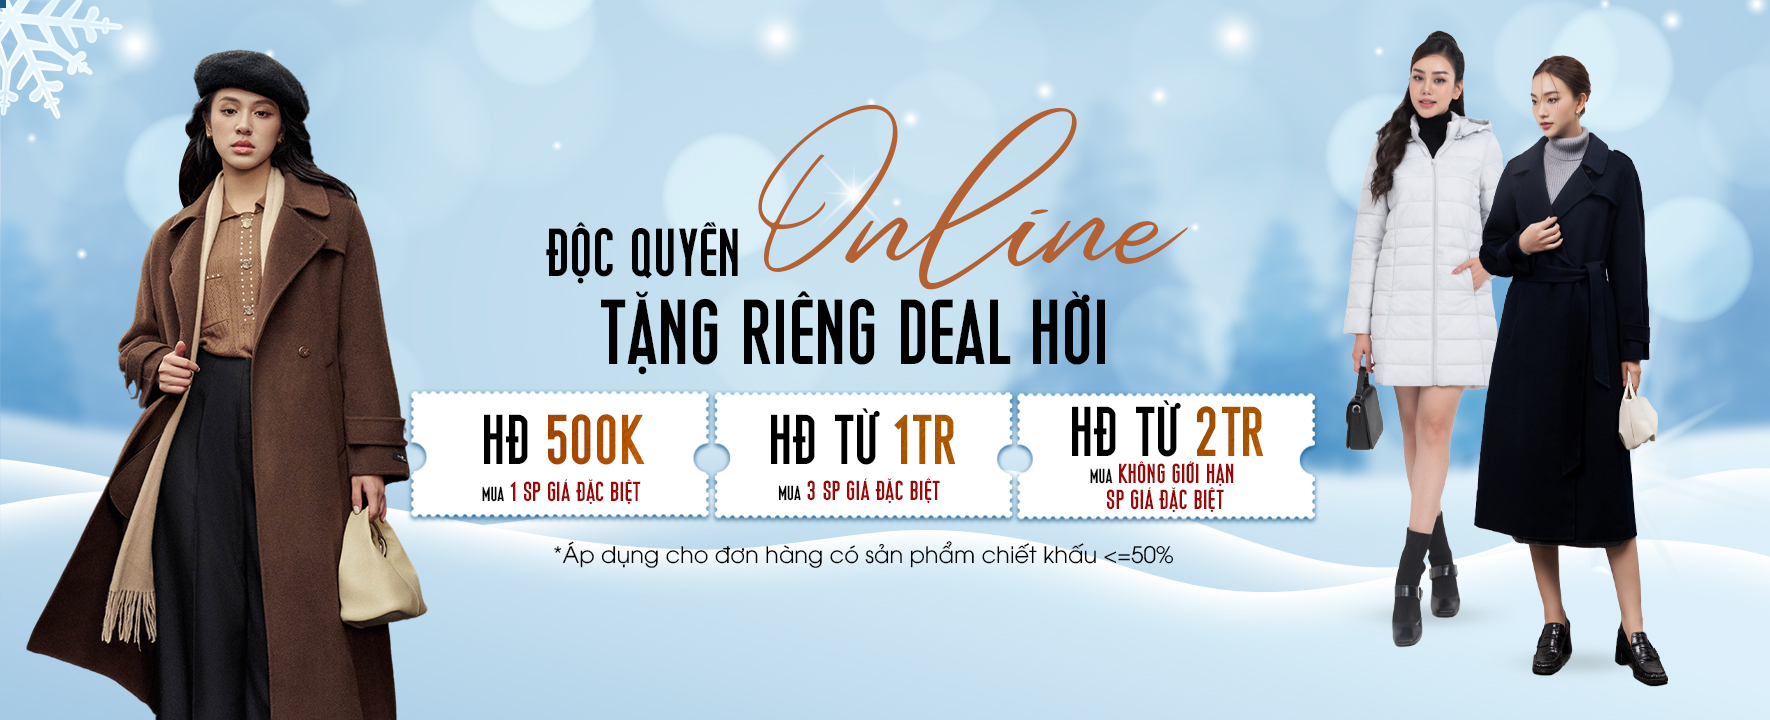 ĐỘC QUYỀN Online
TẶNG RIÊNG DEAL HỜI
HĐ 500K
MUA 1 SP GIÁ ĐẶC BIỆT
HĐ TỪ 1TR
MUA 3 SP GIÁ ĐẶC BIỆT
HĐ TỪ 2TR
MUA KHÔNG GIỚI HẠN
SP GIÁ ĐẶC BIỆT
*Áp dụng cho đơn hàng có sản phẩm chiết khấu <=50%